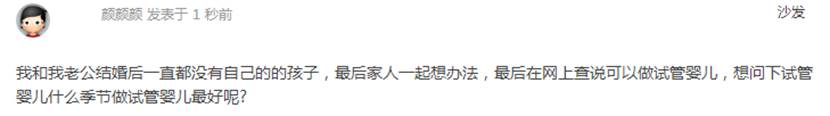 颜颜颜 发表于 1 秒前 沙发
我和我老公结婚后一直都没有自己的的孩子，最后家人一起想办法，最后在网上查说可以做试管婴儿，想问下试管
婴儿什么季节做试管婴儿最好呢?